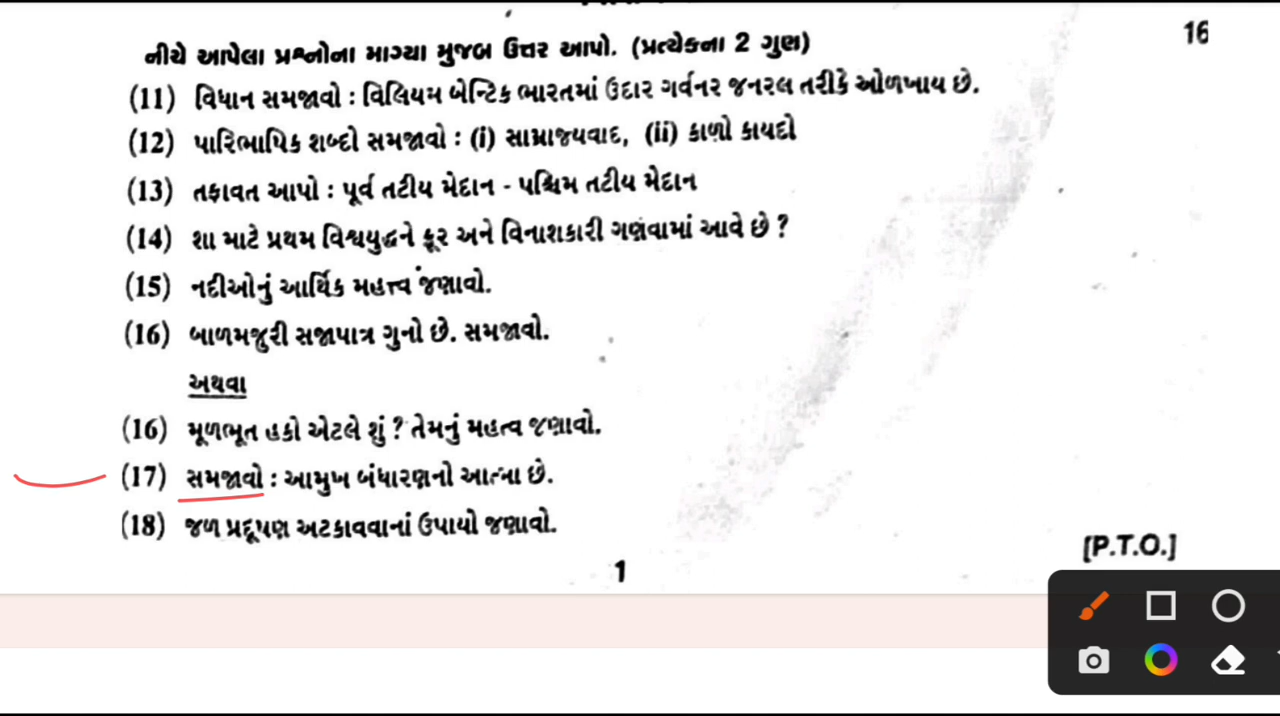 16
નીચે આપેલા પ્રશ્નોના માગ્યા મુજબ ઉત્તર આપો. (પ્રત્યેકના 2 ગુણ)
(11) વિધાન સમજાવો : વિલિયમ બેન્ટિક ભારતમાં ઉદાર ગર્વનર જનરલ તરીકે ઓળખાય છે.
(12) પારિભાષિક શબ્દો સમજાવો : (i) સામ્રાજ્યવાદ, (ii) કાળો કાયદો
(13) તફાવત આપો : પૂર્વ તટીય મેદાન - પશ્ચિમ તટીય મેદાન
(14) શા માટે પ્રથમ વિશ્વયુદ્ધને ક્રૂર અને વિનાશકારી ગણવામાં આવે છે ?
(15) નદીઓનું આર્થિક મહત્ત્વ જણાવો.
(16) બાળમજુરી સજાપાત્ર ગુનો છે. સમજાવો.
અથવા
(16) મૂળભૂત હકો એટલે શું ? તેમનું મહત્વ જણાવો.
(17) સમજાવો : આમુખ બંધારણનો આત્મા છે.
(18) જળ પ્રદૂષણ અટકાવવાનાં ઉપાયો જણાવો.
1
[P.T.O.]